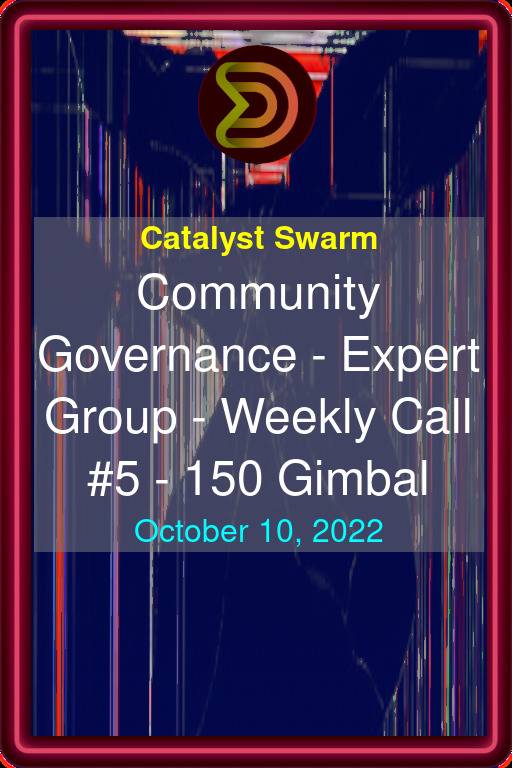 Catalyst Swarm
Community
Governance - Expert
Group - Weekly Call
#5 - 150 Gimbal
October 10, 2022